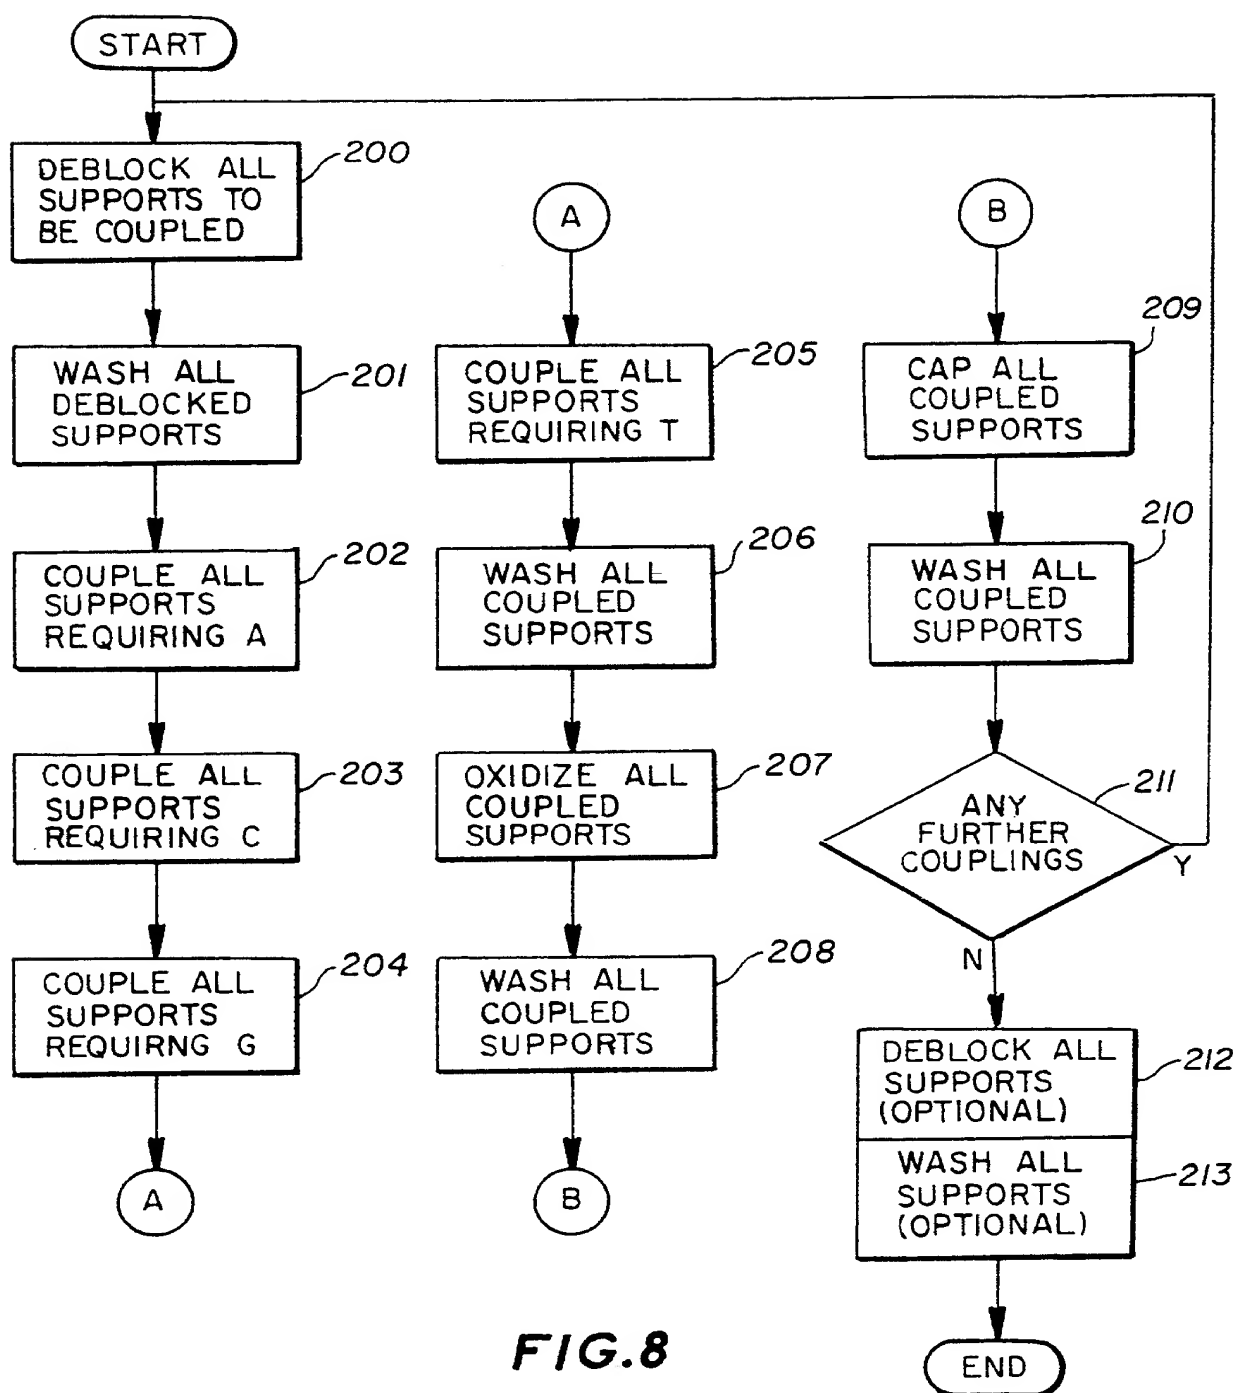 START
DEBLOCK ALL
SUPPORTS TO
BE COUPLED
200
WASH ALL
DEBLOCKED
SUPPORTS
201
COUPLE ALL
SUPPORTS
REQUIRING A
202
COUPLE ALL
SUPPORTS
REQUIRING C
203
COUPLE ALL
SUPPORTS
REQUIRNG G
204
A
A
COUPLE ALL
SUPPORTS
REQUIRING T
205
WASH ALL
COUPLED
SUPPORTS
206
OXIDIZE ALL
COUPLED
SUPPORTS
207
WASH ALL
COUPLED
SUPPORTS
208
B
B
CAP ALL
COUPLED
SUPPORTS
209
WASH ALL
COUPLED
SUPPORTS
210
ANY
FURTHER
COUPLINGS
211
Y
N
DEBLOCK ALL
SUPPORTS
(OPTIONAL)
212
WASH ALL
SUPPORTS
(OPTIONAL)
213
END
FIG.8